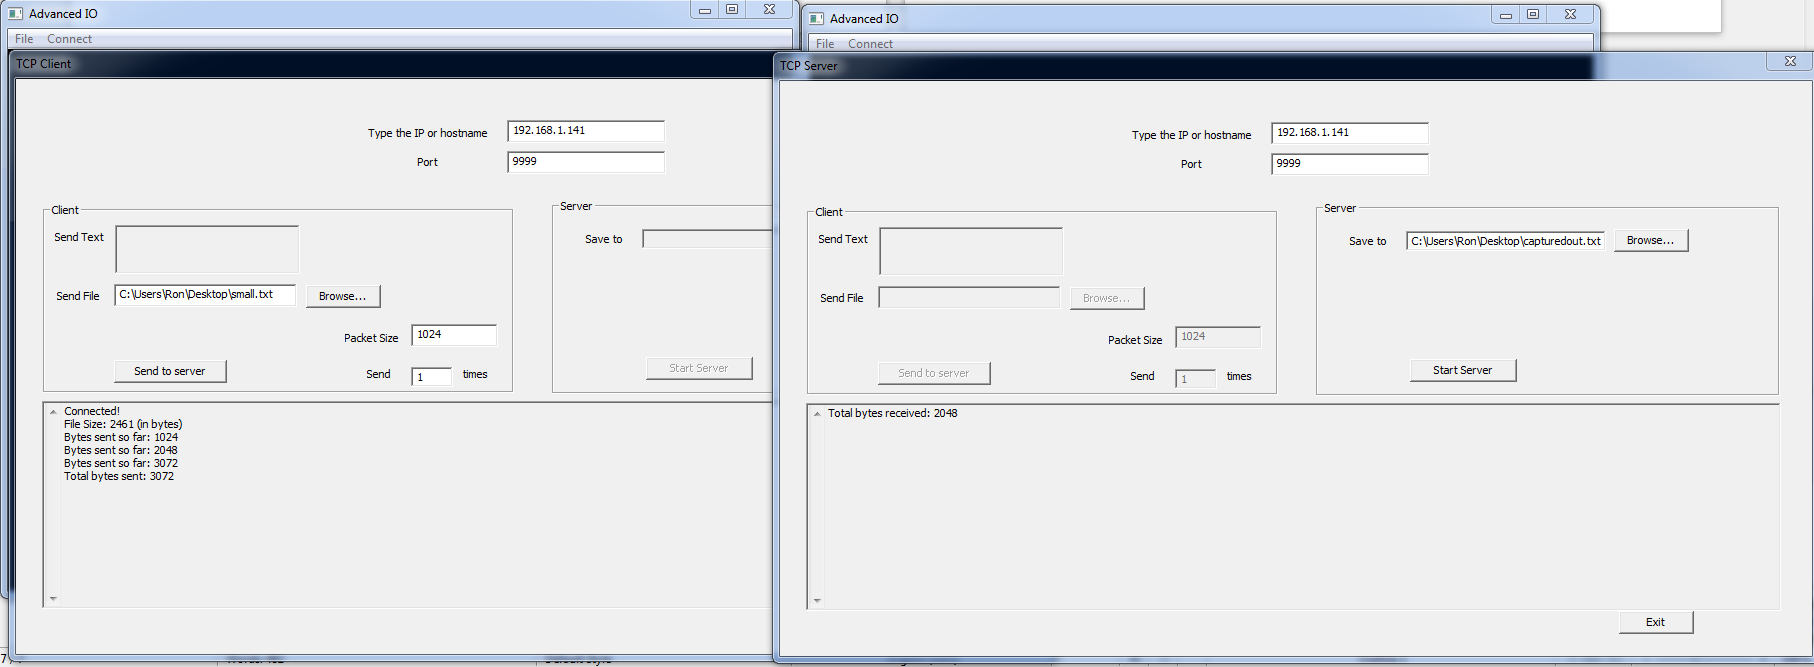 Advanced IO
File Connect
TCP Client
Type the IP or hostname 192.168.1.141
Port 9999
Client
Send Text
Send File C:\Users\Ron\Desktop\small.txt Browse...
Packet Size 1024
Send to server Send 1 times
Server
Save to
Start Server
Connected!
File Size: 2461 (in bytes)
Bytes sent so far: 1024
Bytes sent so far: 2048
Bytes sent so far: 3072
Total bytes sent: 3072
Advanced IO
File Connect
TCP Server
Type the IP or hostname 192.168.1.141
Port 9999
Client
Send Text
Send File Browse...
Packet Size 1024
Send to server Send 1 times
Server
Save to C:\Users\Ron\Desktop\capturedout.txt Browse...
Start Server
Total bytes received: 2048
Exit